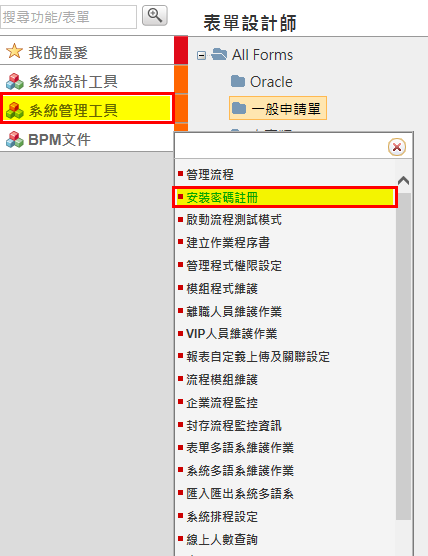 搜尋功能/表單
表單設計師
我的最愛
系統設計工具
系統管理工具
BPM文件
All Forms
Oracle
一般申請單
管理流程
安裝密碼註冊
啟動流程測試模式
建立作業程序書
管理程式權限設定
模組程式維護
離職人員維護作業
VIP人員維護作業
報表自定義上傳及關聯設定
流程模組維護
企業流程監控
封存流程監控資訊
表單多語系維護作業
系統多語系維護作業
匯入匯出系統多語系
系統排程設定
線上人數查詢